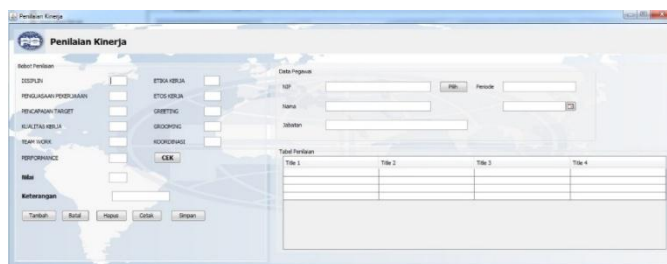 Penilaian Kinerja
Penilaian Kinerja
Bobot Penilaian
DISIPLIN
ETIKA KERJA
PENGUASAAN PEKERJAAN
ETOS KERJA
PENCAPAIAN TARGET
GREETING
KUALITAS KERJA
GROOMING
TEAM WORK
KOORDINASI
PERFORMANCE
CEK
Nilai
Keterangan
Tambah Batal Hapus Cetak Simpan
Data Pegawai
NIP
Pilih
Periode
Nama
Jabatan
Tabel Penilaian
Title 1 Title 2 Title 3 Title 4